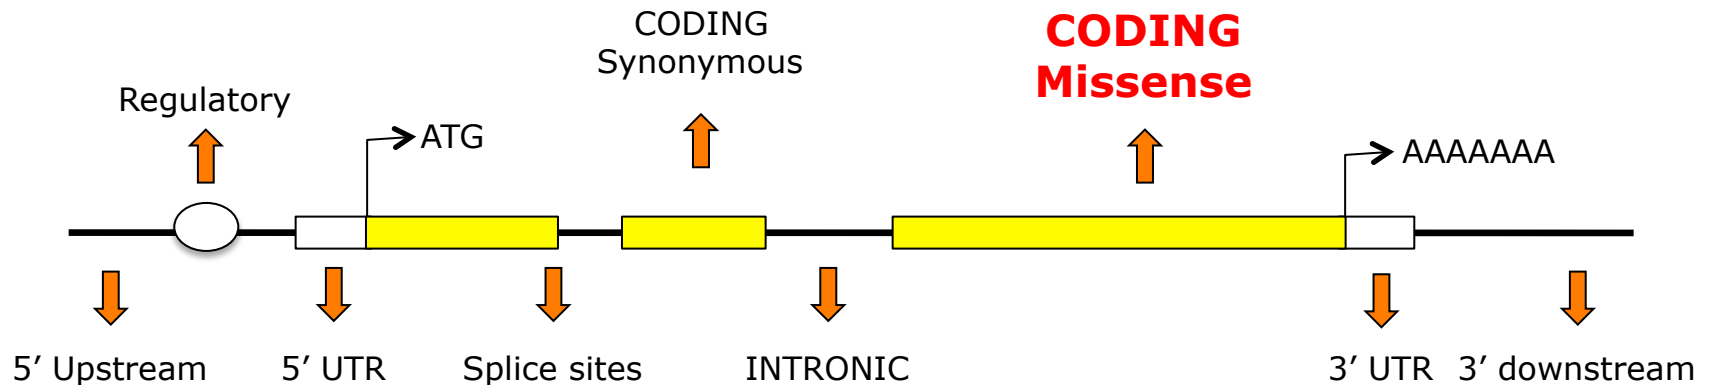 CODING
Synonymous
CODING
Missense
Regulatory
ATG
AAAAAAA
5’ Upstream
5’ UTR
Splice sites
INTRONIC
3’ UTR
3’ downstream